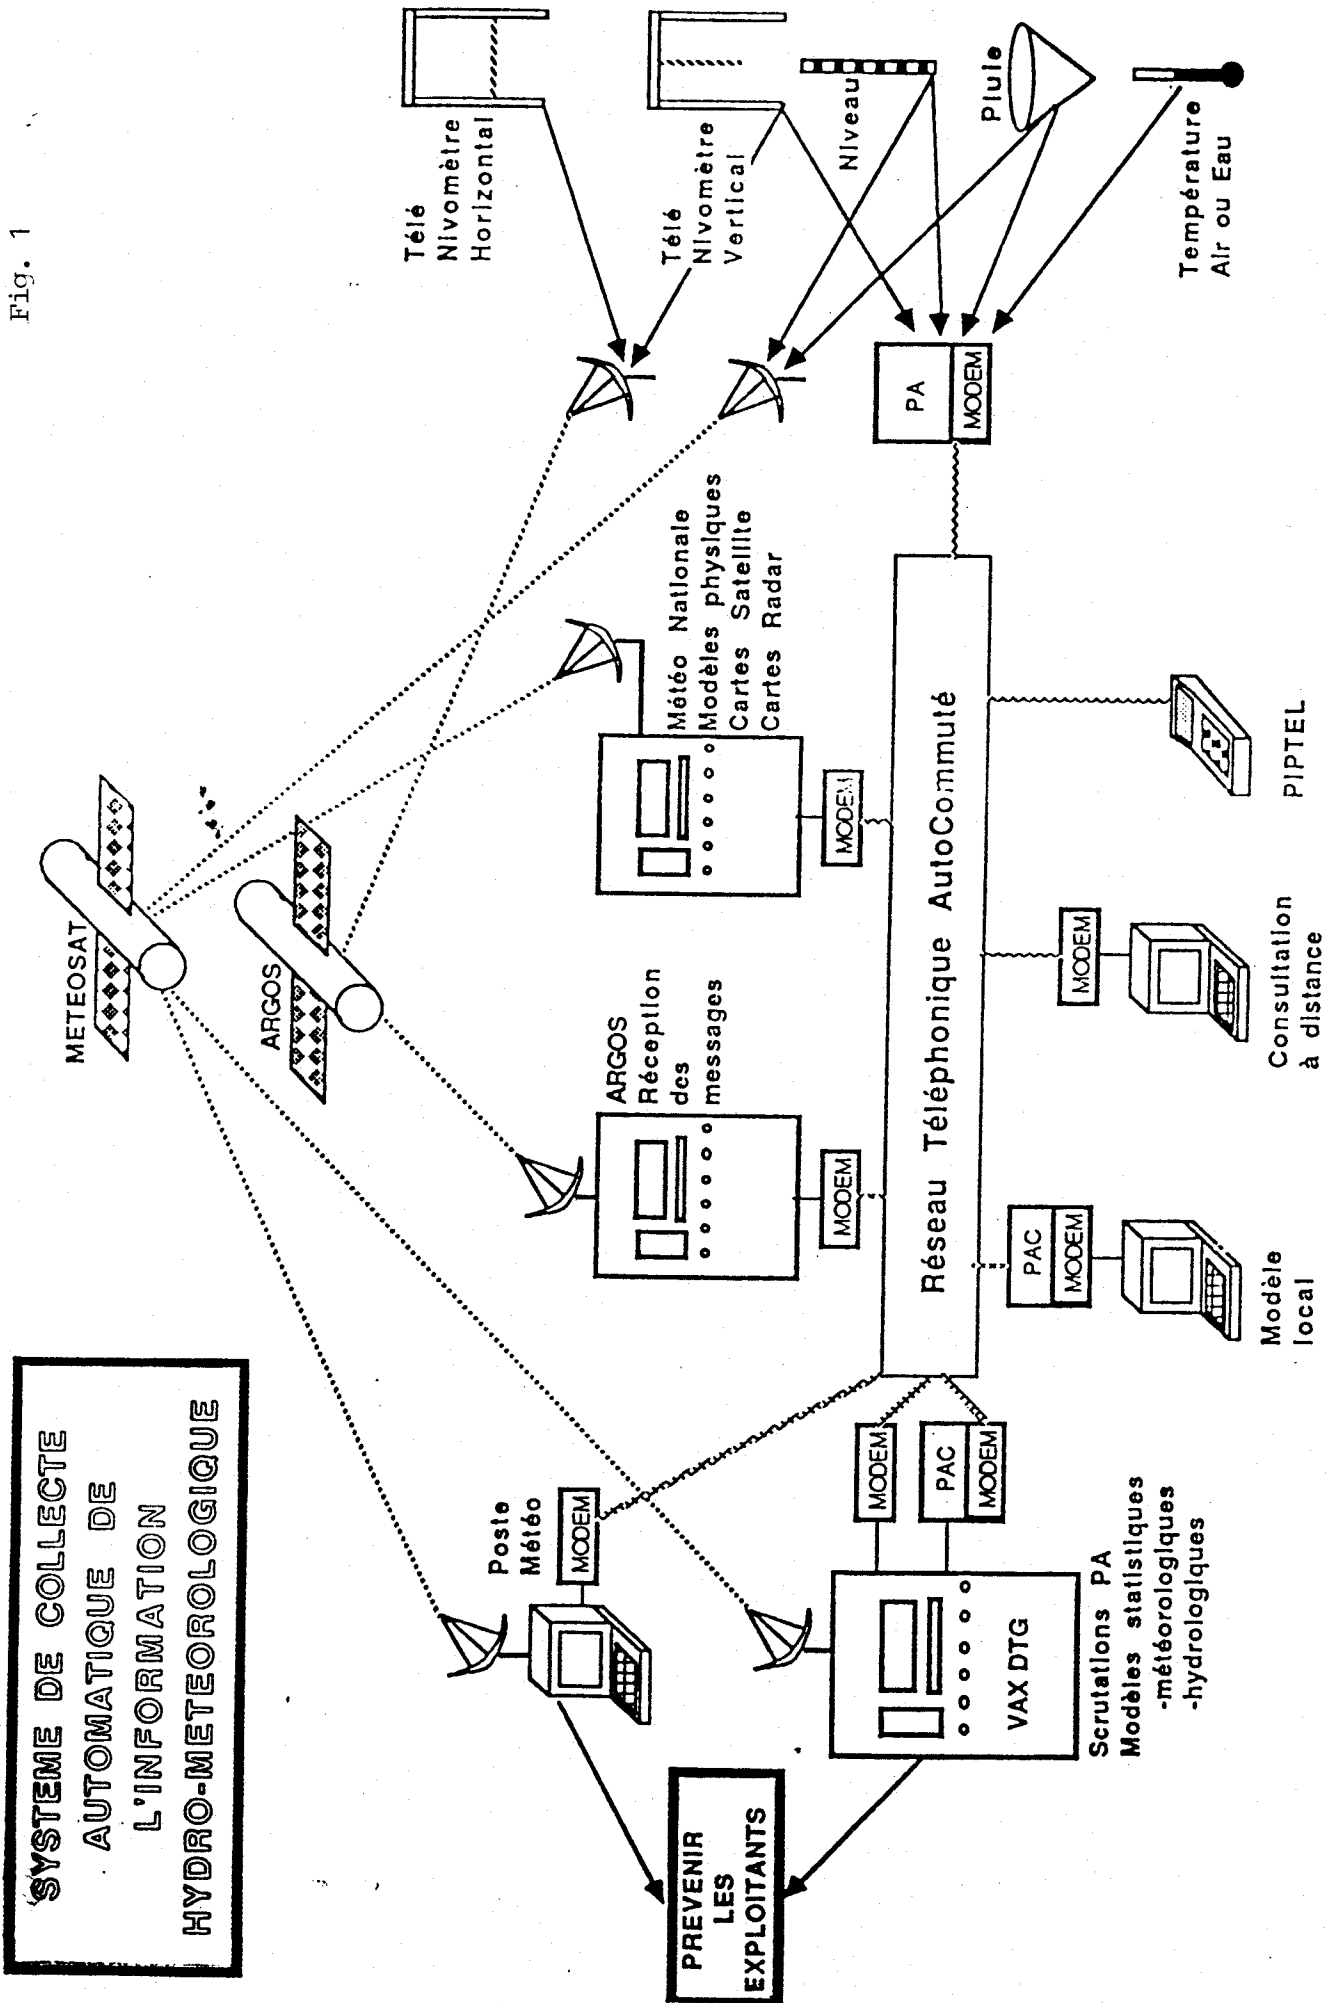 Fig. 1
SYSTEME DE COLLECTE
AUTOMATIQUE DE
L'INFORMATION
HYDRO-METEOROLOGIQUE
METEOSAT
ARGOS
Télé
Nivomètre
Horizontal
Télé
Nivomètre
Vertical
Niveau
Pluie
Température
Air ou Eau
PA
MODEM
Météo Nationale
Modèles physiques
Cartes Satellite
Cartes Radar
MODEM
ARGOS
Réception
des
messages
MODEM
Poste
Météo
MODEM
Réseau Téléphonique AutoCommuté
MODEM
PAC
MODEM
VAX DTG
Scrutations PA
Modèles statistiques
-météorologiques
-hydrologiques
PREVENIR
LES
EXPLOITANTS
PAC
MODEM
Modèle
local
MODEM
Consultation
à distance
PIPTEL